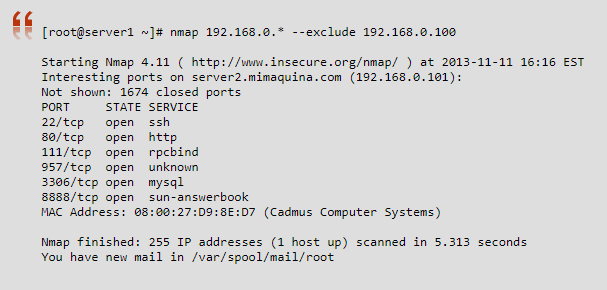 [root@server1 ~]# nmap 192.168.0.* --exclude 192.168.0.100
Starting Nmap 4.11 ( http://www.insecure.org/nmap/ ) at 2013-11-11 16:16 EST
Interesting ports on server2.mimaquina.com (192.168.0.101):
Not shown: 1674 closed ports
PORT     STATE SERVICE
22/tcp   open  ssh
80/tcp   open  http
111/tcp  open  rpcbind
957/tcp  open  unknown
3306/tcp open  mysql
8888/tcp open  sun-answerbook
MAC Address: 08:00:27:D9:8E:D7 (Cadmus Computer Systems)
Nmap finished: 255 IP addresses (1 host up) scanned in 5.313 seconds
You have new mail in /var/spool/mail/root